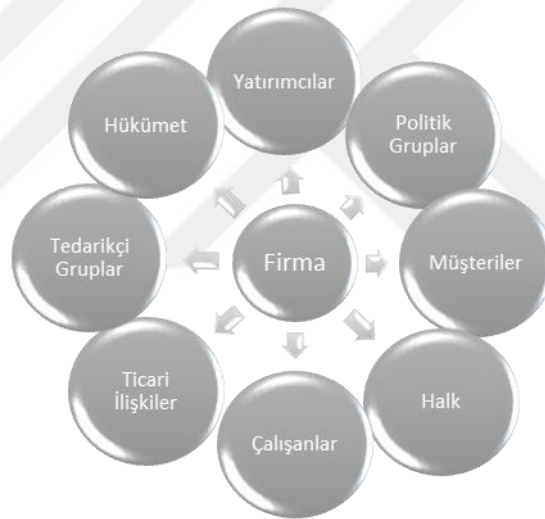 Yatırımcılar
Hükümet
Politik
Gruplar
Tedarikçi
Gruplar
Firma
Müşteriler
Ticari
İlişkiler
Halk
Çalışanlar